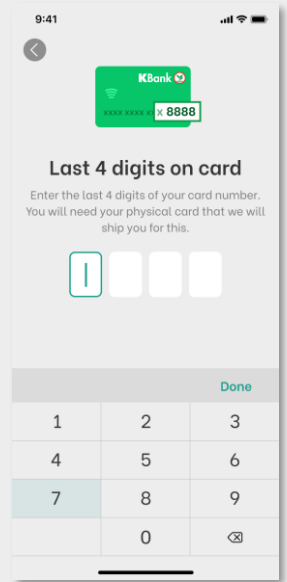 9:41
KBank
xxxx xxxx xx x 8888
Last 4 digits on card
Enter the last 4 digits of your card number.
You will need your physical card that we will
ship you for this.
Done
1 2 3
4 5 6
7 8 9
0